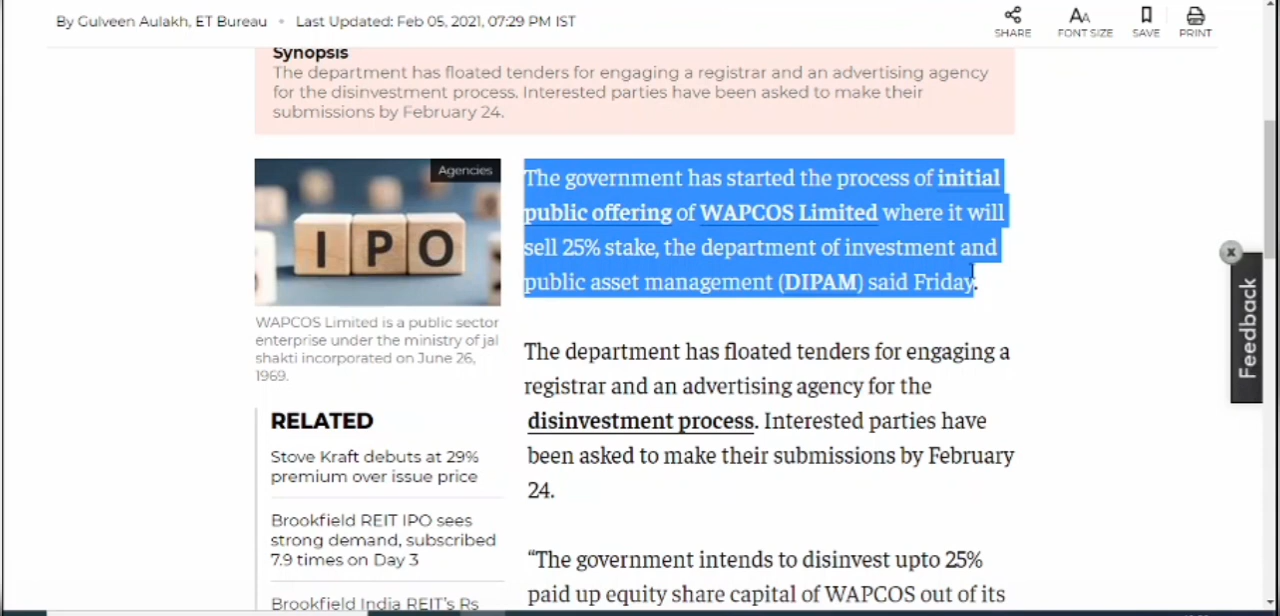 By Gulveen Aulakh, ET Bureau • Last Updated: Feb 05, 2021, 07:29 PM IST
SHARE
FONT SIZE
SAVE
PRINT
Synopsis
The department has floated tenders for engaging a registrar and an advertising agency
for the disinvestment process. Interested parties have been asked to make their
submissions by February 24.
Agencies
IPO
WAPCOS Limited is a public sector
enterprise under the ministry of jal
shakti incorporated on June 26,
1969.
RELATED
Stove Kraft debuts at 29%
premium over issue price
Brookfield REIT IPO sees
strong demand, subscribed
7.9 times on Day 3
Brookfield India REIT's Rs
The government has started the process of initial
public offering of WAPCOS Limited where it will
sell 25% stake, the department of investment and
public asset management (DIPAM) said Friday.
The department has floated tenders for engaging a
registrar and an advertising agency for the
disinvestment process. Interested parties have
been asked to make their submissions by February
24.
“The government intends to disinvest upto 25%
paid up equity share capital of WAPCOS out of its
x
Feedback